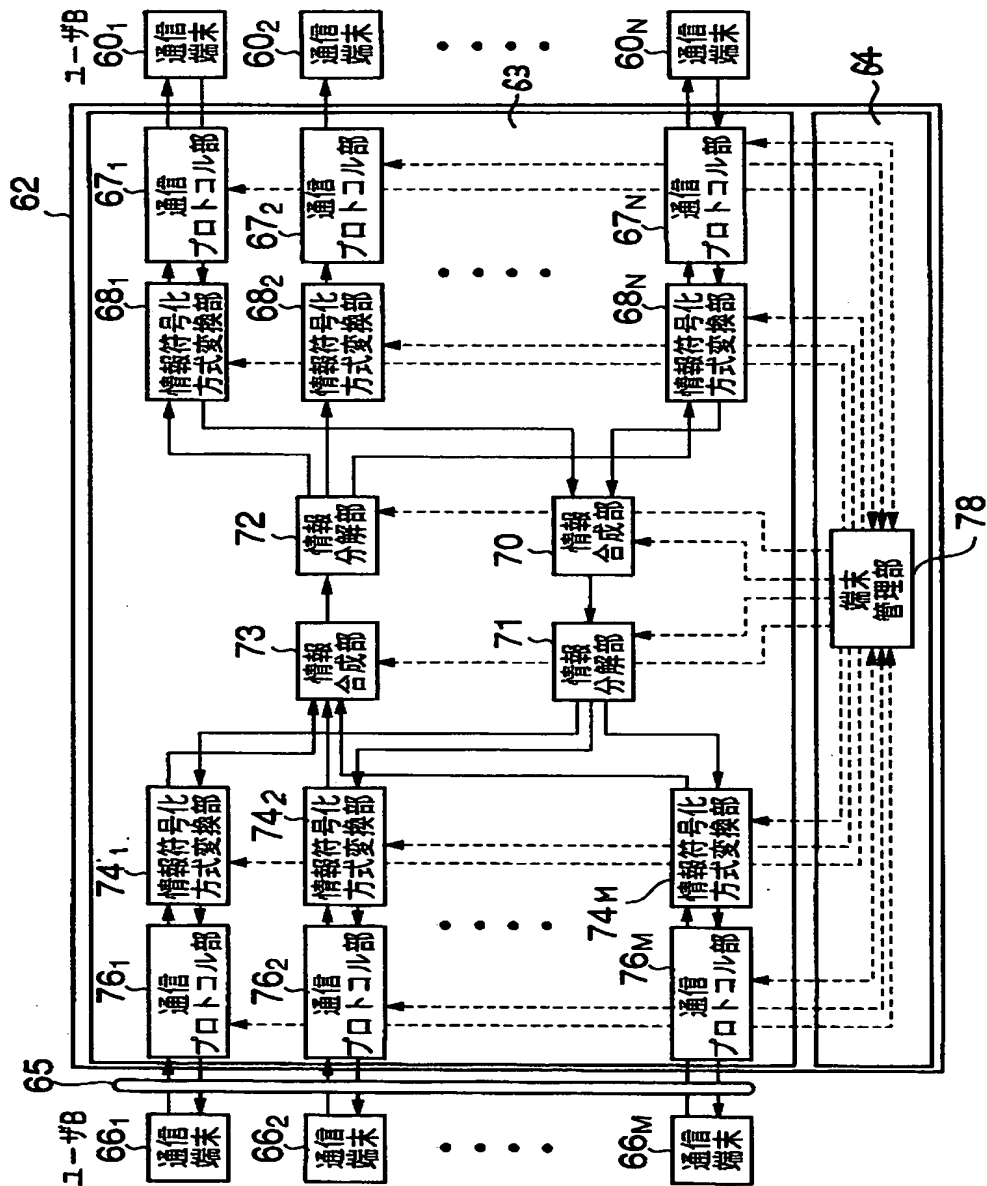 62
ユーザB
66₁
通信
端末
65
76₁
通信
プロトコル部
74₁
情報符号化
方式変換部
68₁
情報符号化
方式変換部
67₁
通信
プロトコル部
ユーザB
60₁
通信
端末
66₂
通信
端末
76₂
通信
プロトコル部
74₂
情報符号化
方式変換部
73
情報
合成部
72
情報
分解部
68₂
情報符号化
方式変換部
67₂
通信
プロトコル部
60₂
通信
端末
71
情報
分解部
70
情報
合成部
63
66M
通信
端末
76M
通信
プロトコル部
74M
情報符号化
方式変換部
68N
情報符号化
方式変換部
67N
通信
プロトコル部
60N
通信
端末
端末
管理部
78
64